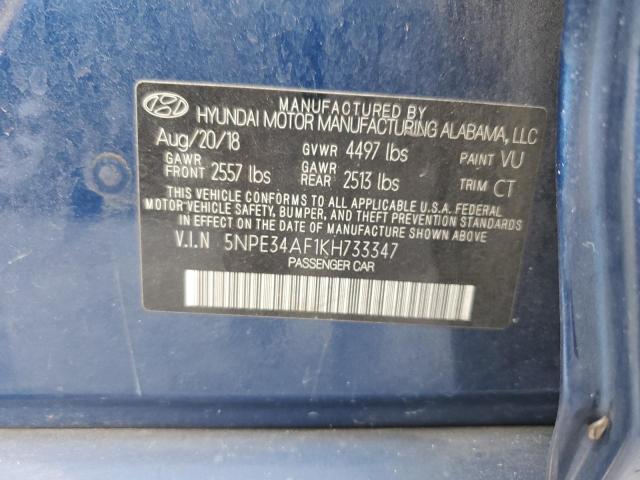 MANUFACTURED BY
HYUNDAI MOTOR MANUFACTURING ALABAMA, LLC
Aug/20/18 GVWR 4497 lbs PAINT VU
GAWR FRONT 2557 lbs GAWR REAR 2513 lbs TRIM CT
THIS VEHICLE CONFORMS TO ALL APPLICABLE U.S.A. FEDERAL
MOTOR VEHICLE SAFETY, BUMPER, AND THEFT PREVENTION STANDARDS
IN EFFECT ON THE DATE OF MANUFACTURE SHOWN ABOVE.
V.I.N 5NPE34AF1KH733347
PASSENGER CAR